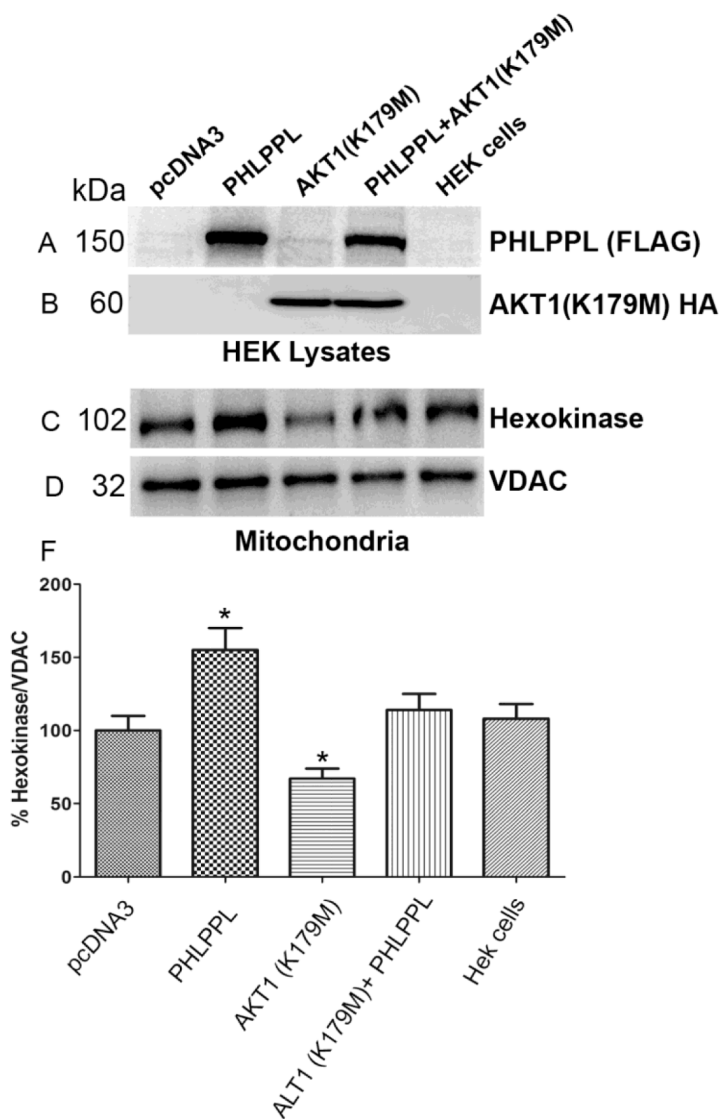 pcDNA3
PHLPPL
AKT1(K179M)
PHLPPL+AKT1(K179M)
HEK cells
kDa
A 150 PHLPPL (FLAG)
B 60 AKT1(K179M) HA
HEK Lysates
C 102 Hexokinase
D 32 VDAC
Mitochondria
F
% Hexokinase/VDAC
200
150
100
50
0
*
*
pcDNA3
PHLPPL
AKT1 (K179M)
ALT1 (K179M)+ PHLPPL
Hek cells